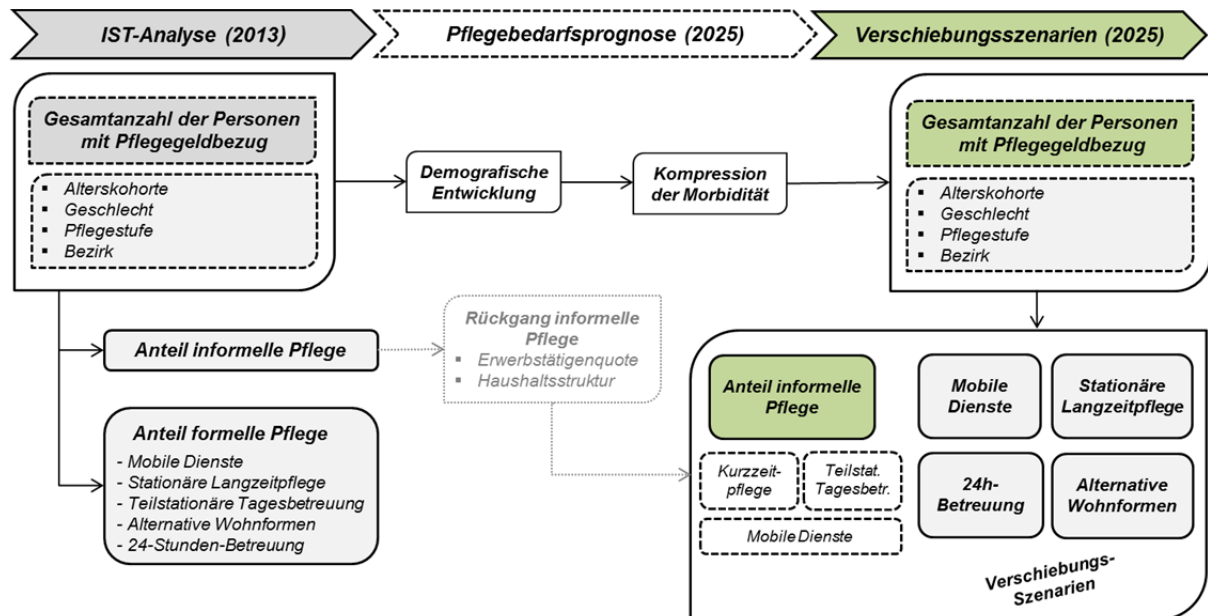 IST-Analyse (2013)
Pflegebedarfsprognose (2025)
Verschiebungsszenarien (2025)
Gesamtanzahl der Personen
mit Pflegegeldbezug
▪ Alterskohorte
▪ Geschlecht
▪ Pflegestufe
▪ Bezirk
Demografische
Entwicklung
Kompression
der Morbidität
Gesamtanzahl der Personen
mit Pflegegeldbezug
▪ Alterskohorte
▪ Geschlecht
▪ Pflegestufe
▪ Bezirk
Anteil informelle Pflege
Rückgang informelle
Pflege
▪ Erwerbstätigenquote
▪ Haushaltsstruktur
Anteil formelle Pflege
- Mobile Dienste
- Stationäre Langzeitpflege
- Teilstationäre Tagesbetreuung
- Alternative Wohnformen
- 24-Stunden-Betreuung
Anteil informelle
Pflege
Mobile
Dienste
Stationäre
Langzeitpflege
Kurzzeit-
pflege
Teilstat.
Tagesbetr.
Mobile Dienste
24h-
Betreuung
Alternative
Wohnformen
Verschiebungs-
Szenarien